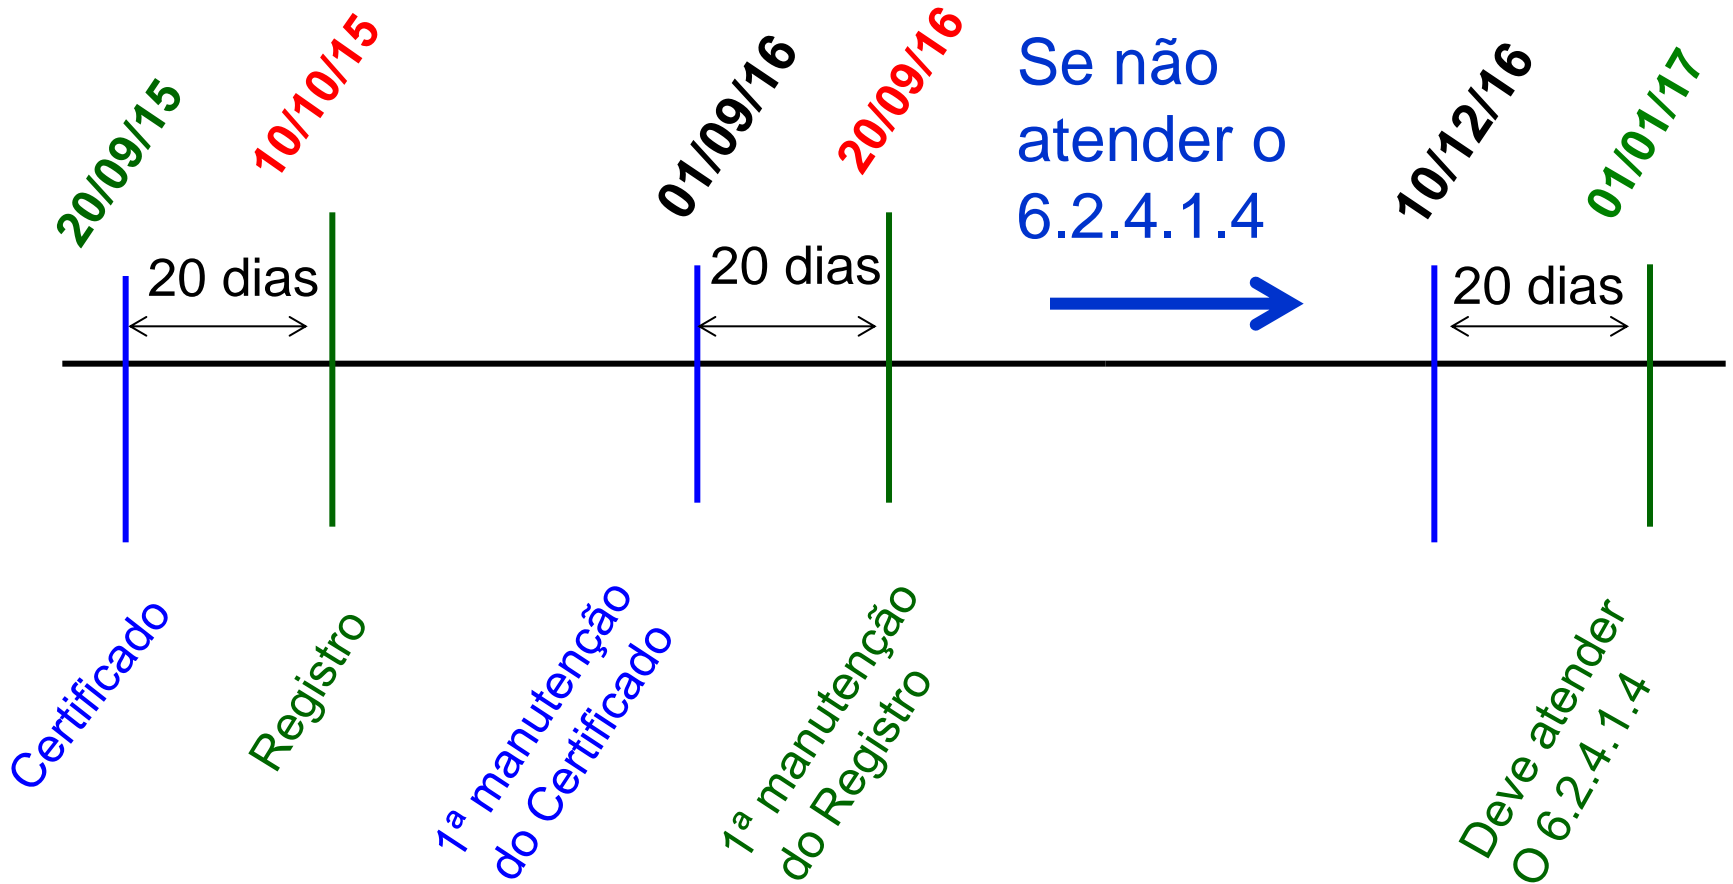 20/09/15
10/10/15
01/09/16
20/09/16
Se não
atender o
6.2.4.1.4
10/12/16
01/01/17
20 dias
20 dias
20 dias
Certificado
Registro
1ª manutenção
do Certificado
1ª manutenção
do Registro
Deve atender
O 6.2.4.1.4